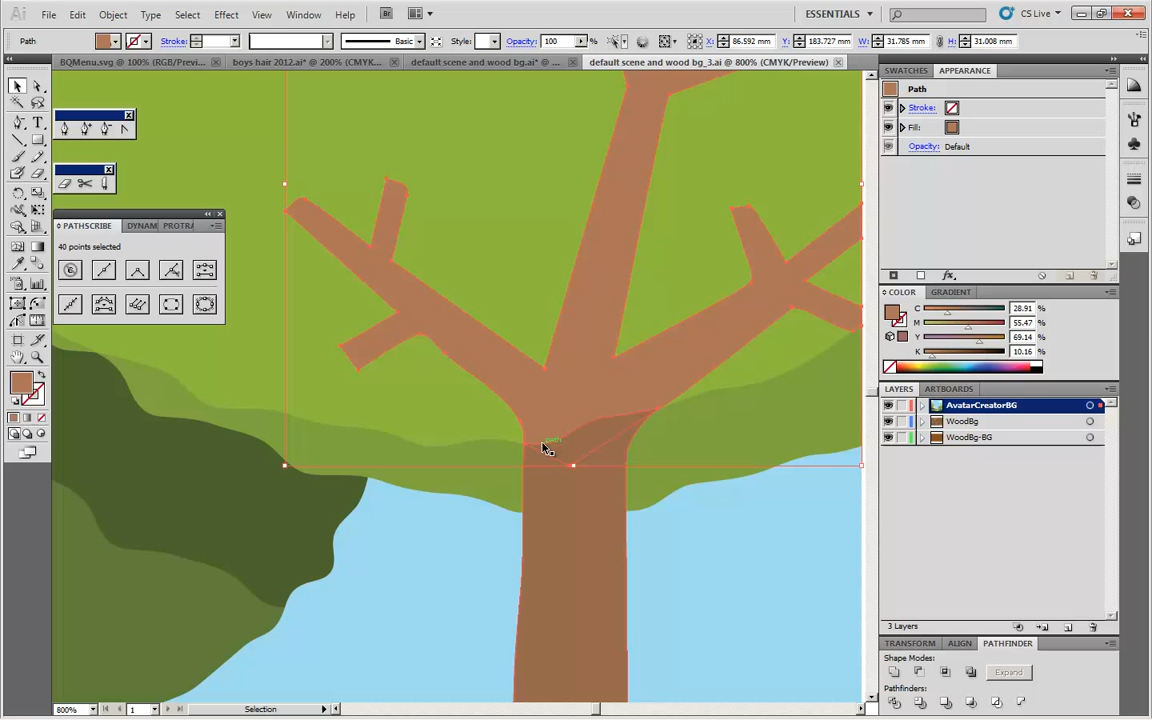 Ai File Edit Object Type Select Effect View Window Help Br ESSENTIALS CS Live
Path Stroke: Basic Style: Opacity: 100 % X: 86.592 mm Y: 183.727 mm W: 31.785 mm H: 31.008 mm
BQMenu.svg @ 100% (RGB/Previ... boys hair 2012.ai* @ 200% (CMYK... default scene and wood bg.ai* @ ... default scene and wood bg_3.ai @ 800% (CMYK/Preview)
SWATCHES APPEARANCE
Path
Stroke:
Fill:
Opacity: Default
PATHSCRIBE DYNAM PROTRA
40 points selected
path
fx
COLOR GRADIENT
C 28.91 %
M 55.47 %
Y 69.14 %
K 10.16 %
LAYERS ARTBOARDS
AvatarCreatorBG
WoodBg
WoodBg-BG
3 Layers
TRANSFORM ALIGN PATHFINDER
Shape Modes:
Expand
Pathfinders:
800% 1 Selection